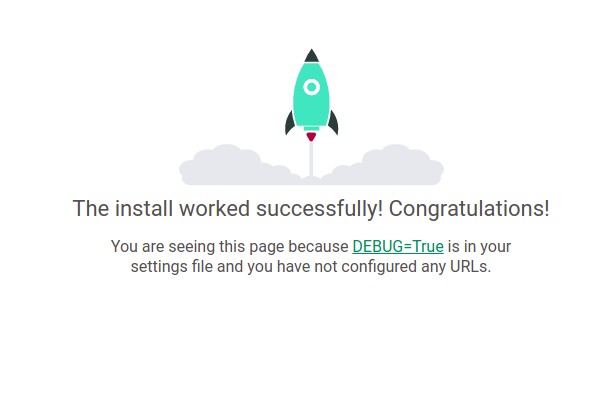 The install worked successfully! Congratulations!
You are seeing this page because DEBUG=True is in your
settings file and you have not configured any URLs.